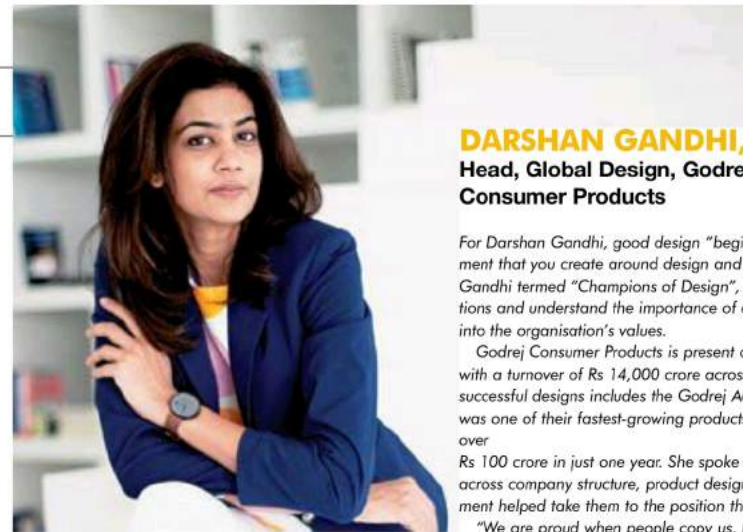 DARSHAN GANDHI,
Head, Global Design, Godre
Consumer Products
For Darshan Gandhi, good design "begi
ment that you create around design and
Gandhi termed "Champions of Design",
tions and understand the importance of
into the organisation's values.
Godrej Consumer Products is present
with a turnover of Rs 14,000 crore across
successful designs includes the Godrej
was one of their fastest-growing products
over
Rs 100 crore in just one year. She spoke
across company structure, product desig
ment helped take them to the position th
"We are proud when people copy us.